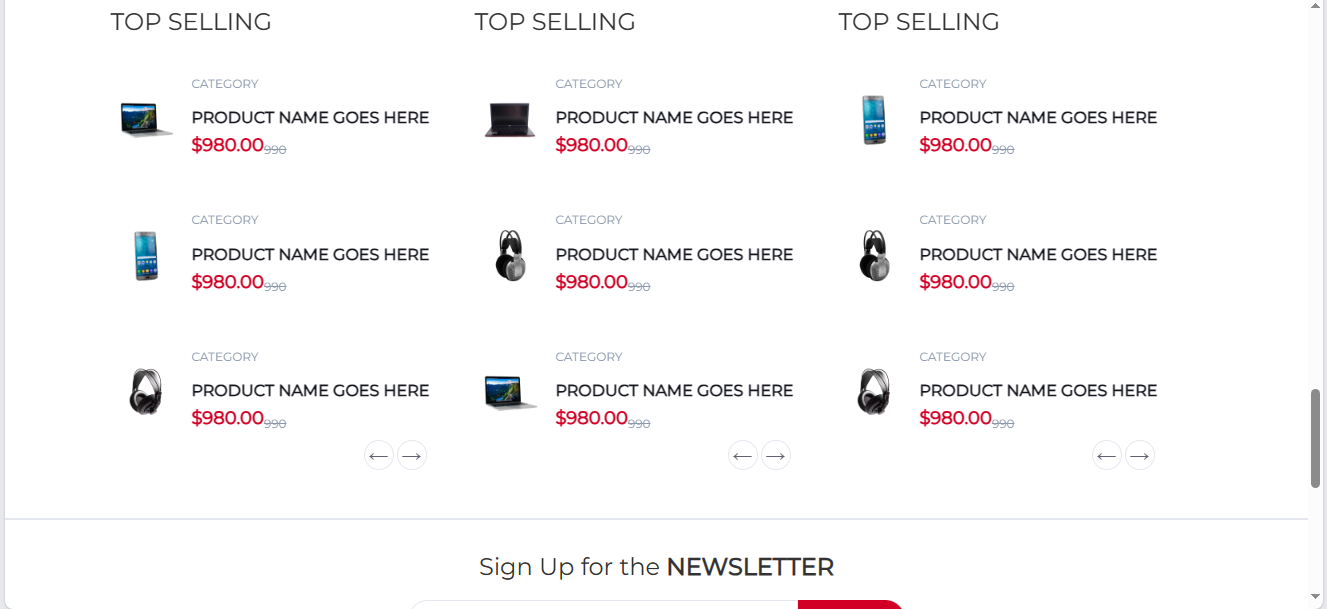 TOP SELLING
CATEGORY
PRODUCT NAME GOES HERE
$980.00 990
CATEGORY
PRODUCT NAME GOES HERE
$980.00 990
CATEGORY
PRODUCT NAME GOES HERE
$980.00 990
TOP SELLING
CATEGORY
PRODUCT NAME GOES HERE
$980.00 990
CATEGORY
PRODUCT NAME GOES HERE
$980.00 990
CATEGORY
PRODUCT NAME GOES HERE
$980.00 990
TOP SELLING
CATEGORY
PRODUCT NAME GOES HERE
$980.00 990
CATEGORY
PRODUCT NAME GOES HERE
$980.00 990
CATEGORY
PRODUCT NAME GOES HERE
$980.00 990
Sign Up for the NEWSLETTER